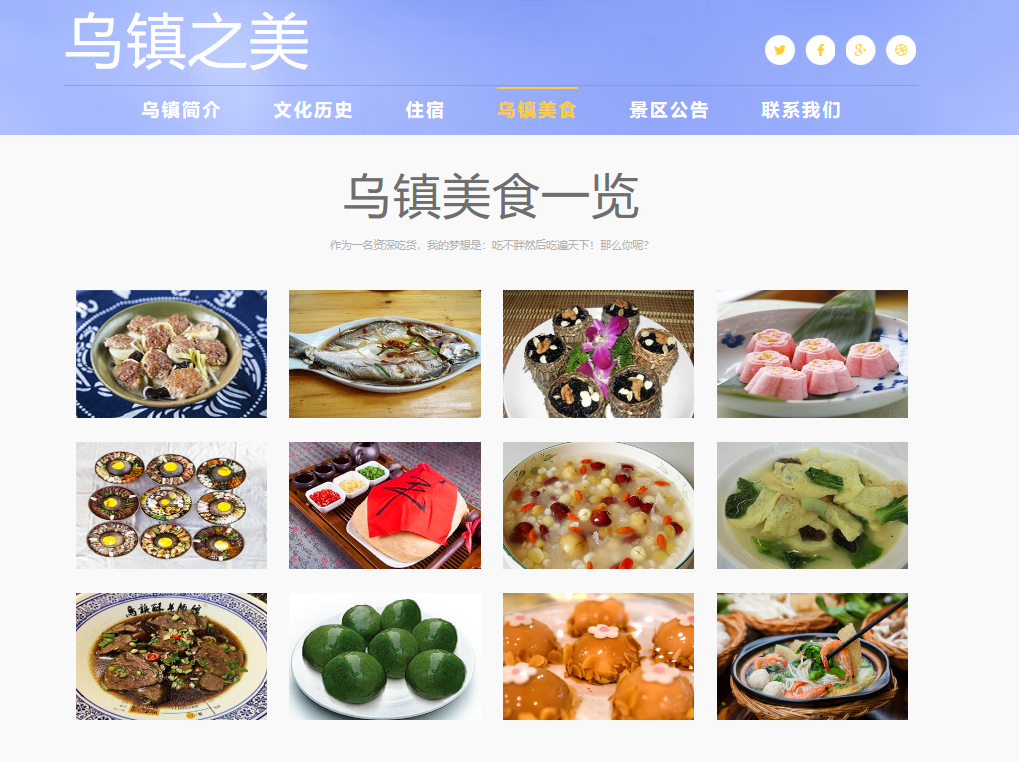 乌镇之美
乌镇简介 文化历史 住宿 乌镇美食 景区公告 联系我们
乌镇美食一览
作为一名资深吃货，我的梦想是：吃不胖然后吃遍天下！那么你呢？